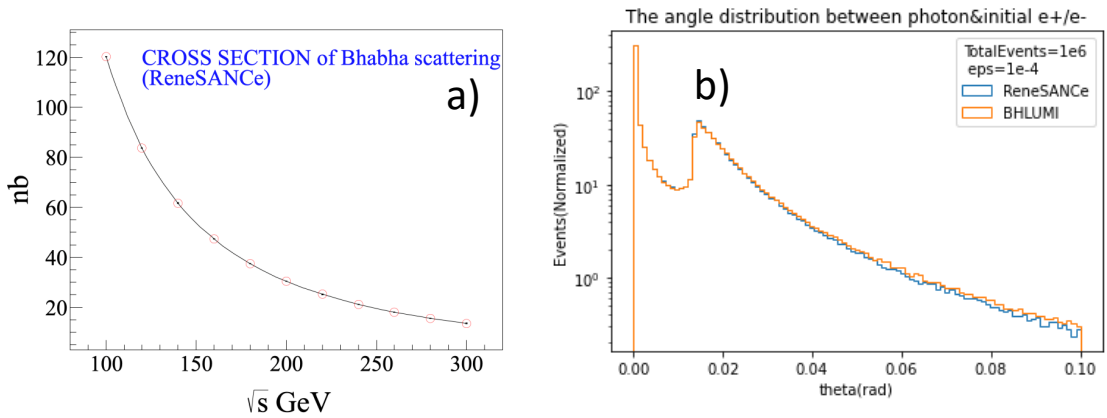 CROSS SECTION of Bhabha scattering
(ReneSANCe)
a)
nb
120
100
80
60
40
20
100
150
200
250
300
√s GeV
The angle distribution between photon&initial e+/e-
TotalEvents=1e6
eps=1e-4
ReneSANCe
BHLUMI
b)
Events(Normalized)
10²
10¹
10⁰
0.00
0.02
0.04
0.06
0.08
0.10
theta(rad)